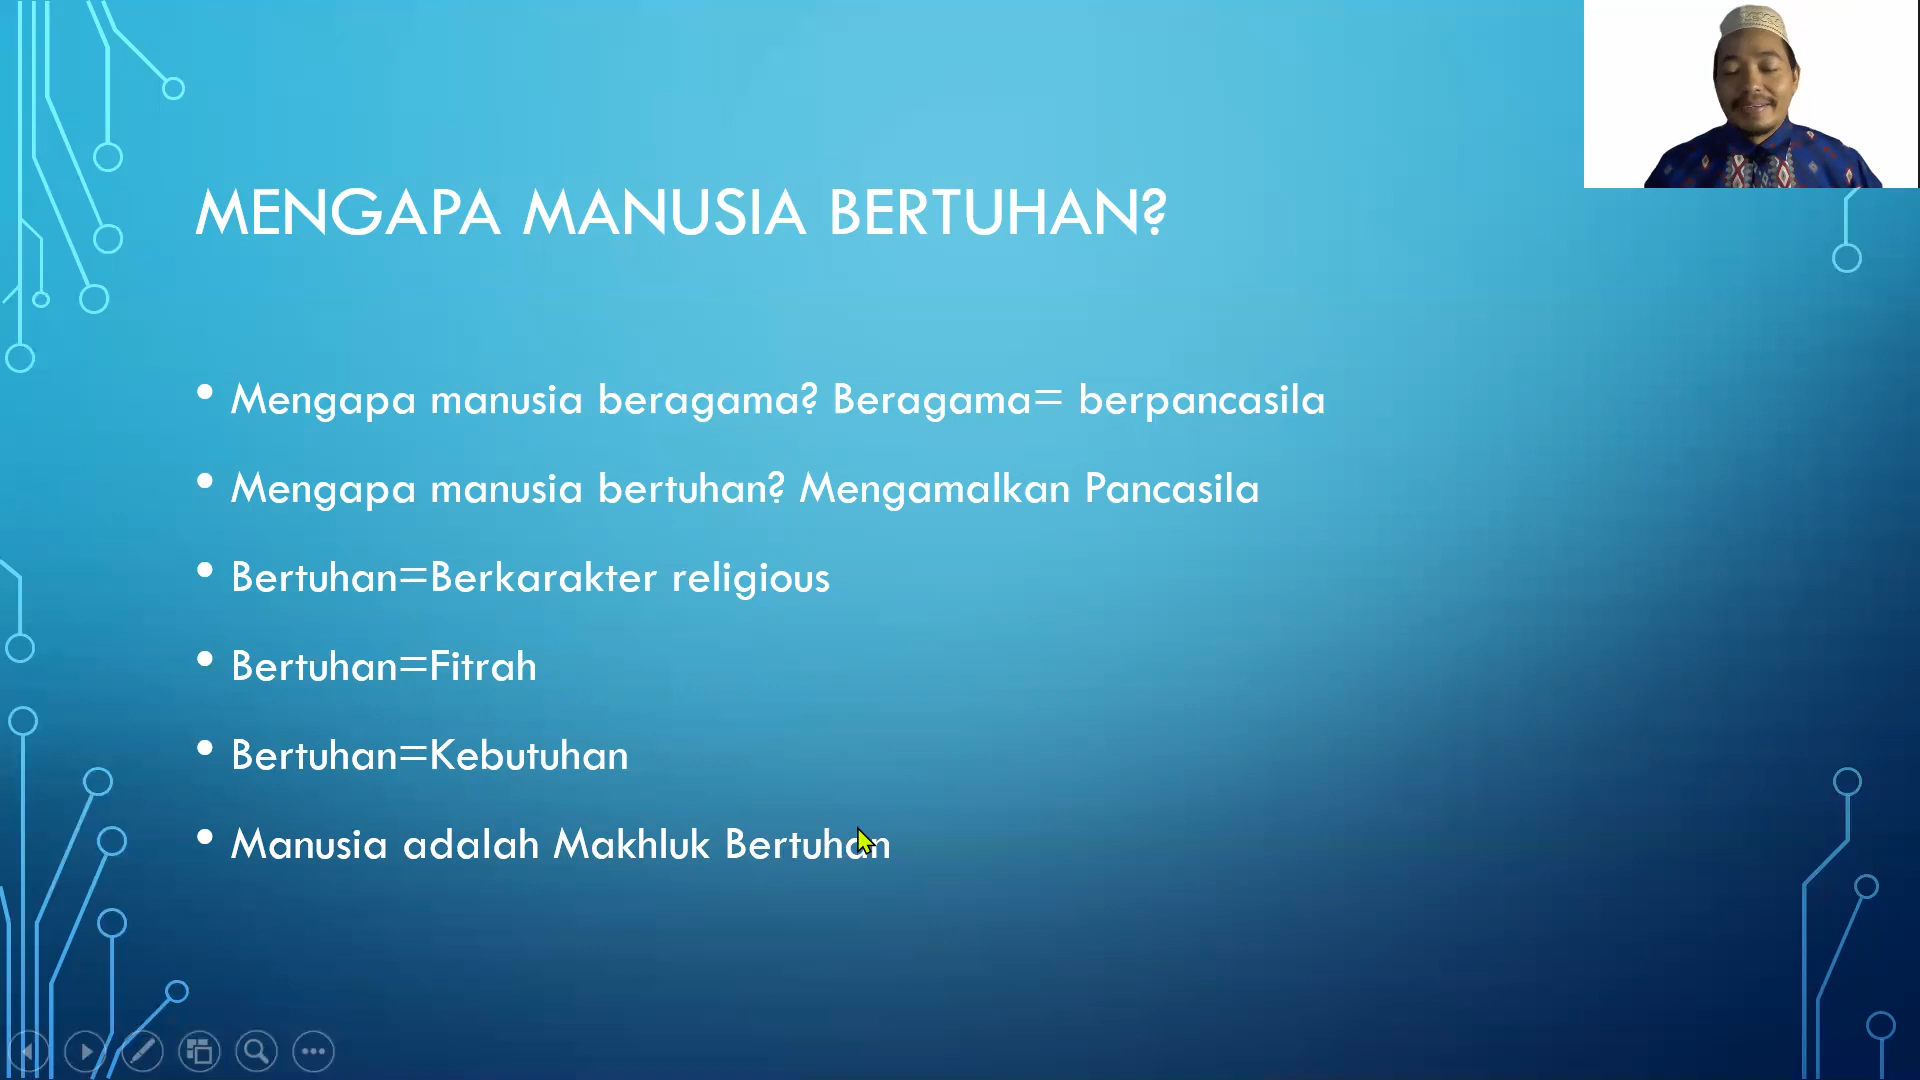 MENGAPA MANUSIA BERTUHAN?
• Mengapa manusia beragama? Beragama= berpancasila
• Mengapa manusia bertuhan? Mengamalkan Pancasila
• Bertuhan=Berkarakter religious
• Bertuhan=Fitrah
• Bertuhan=Kebutuhan
• Manusia adalah Makhluk Bertuhan